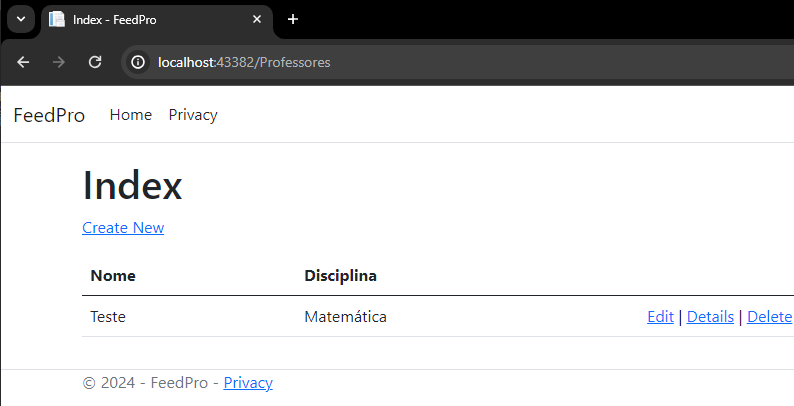 Index - FeedPro
localhost:43382/Professores
FeedPro Home Privacy
Index
Create New
Nome Disciplina
Teste Matemática Edit | Details | Delete
© 2024 - FeedPro - Privacy